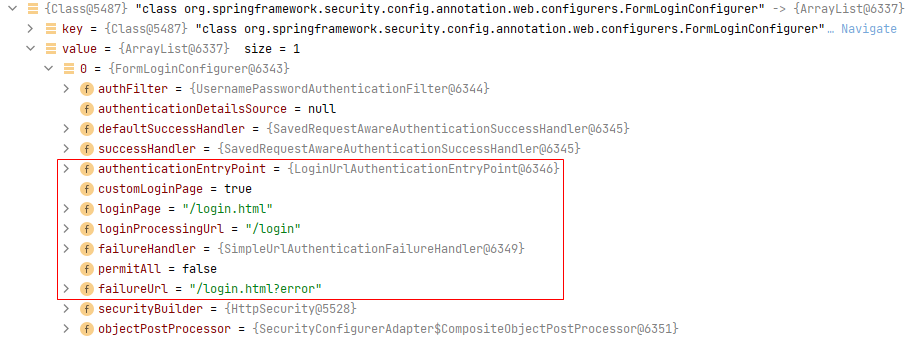 {Class@5487} "class org.springframework.security.config.annotation.web.configurers.FormLoginConfigurer" -> {ArrayList@6337}
key = {Class@5487} "class org.springframework.security.config.annotation.web.configurers.FormLoginConfigurer"... Navigate
value = {ArrayList@6337} size = 1
0 = {FormLoginConfigurer@6343}
f authFilter = {UsernamePasswordAuthenticationFilter@6344}
f authenticationDetailsSource = null
f defaultSuccessHandler = {SavedRequestAwareAuthenticationSuccessHandler@6345}
f successHandler = {SavedRequestAwareAuthenticationSuccessHandler@6345}
f authenticationEntryPoint = {LoginUrlAuthenticationEntryPoint@6346}
f customLoginPage = true
f loginPage = "/login.html"
f loginProcessingUrl = "/login"
f failureHandler = {SimpleUrlAuthenticationFailureHandler@6349}
f permitAll = false
f failureUrl = "/login.html?error"
f securityBuilder = {HttpSecurity@5528}
f objectPostProcessor = {SecurityConfigurerAdapter$CompositeObjectPostProcessor@6351}